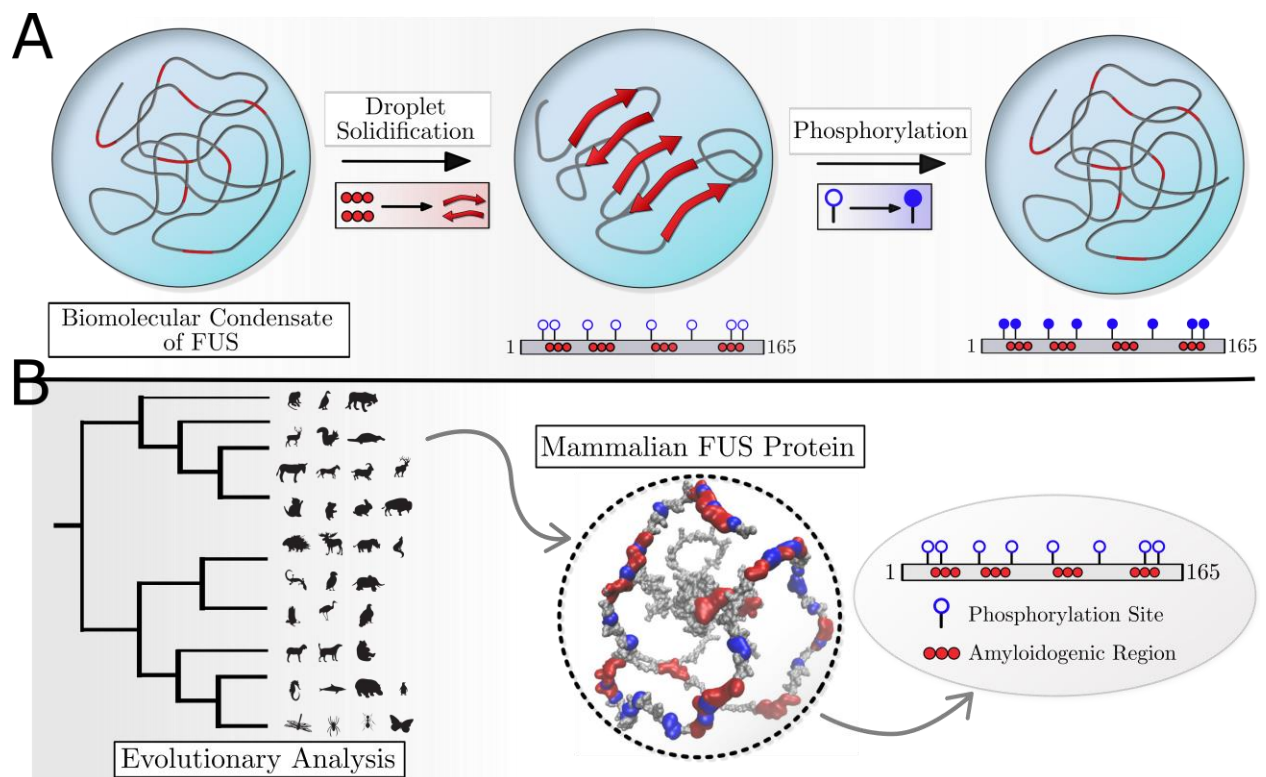 A
Droplet
Solidification
Phosphorylation
Biomolecular Condensate
of FUS
1
165
1
165
B
Mammalian FUS Protein
1
165
Phosphorylation Site
Amyloidogenic Region
Evolutionary Analysis